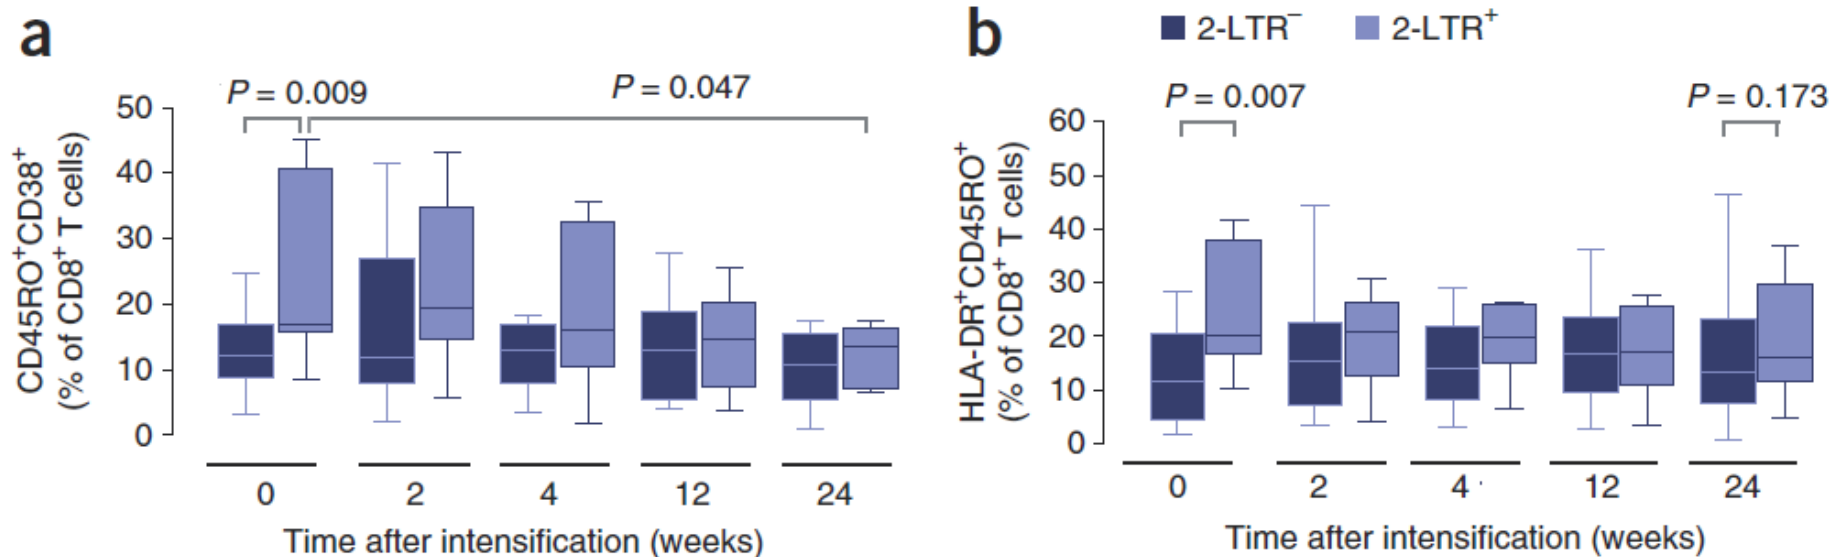 a
P = 0.009
P = 0.047
CD45RO⁺CD38⁺
(% of CD8⁺ T cells)
50
40
30
20
10
0
0 2 4 12 24
Time after intensification (weeks)
b
2-LTR⁻ 2-LTR⁺
P = 0.007
P = 0.173
HLA-DR⁺CD45RO⁺
(% of CD8⁺ T cells)
60
50
40
30
20
10
0
0 2 4 12 24
Time after intensification (weeks)